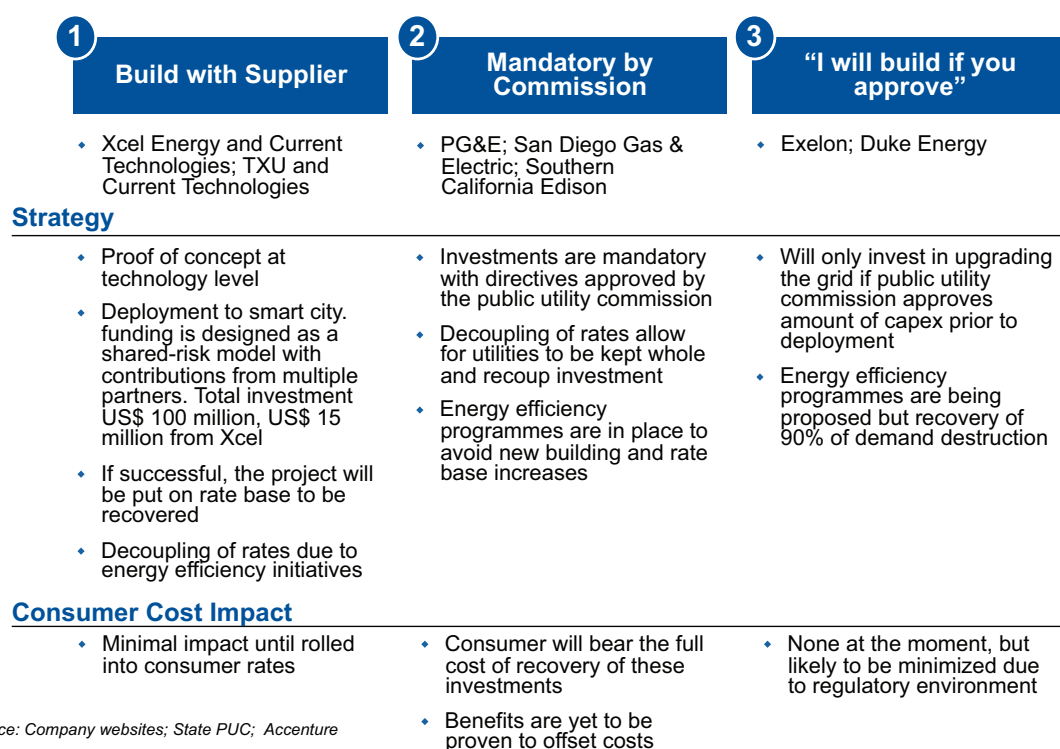 1
Build with Supplier
2
Mandatory by
Commission
3
“I will build if you
approve”
• Xcel Energy and Current
Technologies; TXU and
Current Technologies
• PG&E; San Diego Gas &
Electric; Southern
California Edison
• Exelon; Duke Energy
Strategy
• Proof of concept at
technology level
• Deployment to smart city.
funding is designed as a
shared-risk model with
contributions from multiple
partners. Total investment
US$ 100 million, US$ 15
million from Xcel
• If successful, the project will
be put on rate base to be
recovered
• Decoupling of rates due to
energy efficiency initiatives
• Investments are mandatory
with directives approved by
the public utility commission
• Decoupling of rates allow
for utilities to be kept whole
and recoup investment
• Energy efficiency
programmes are in place to
avoid new building and rate
base increases
• Will only invest in upgrading
the grid if public utility
commission approves
amount of capex prior to
deployment
• Energy efficiency
programmes are being
proposed but recovery of
90% of demand destruction
Consumer Cost Impact
• Minimal impact until rolled
into consumer rates
• Consumer will bear the full
cost of recovery of these
investments
• Benefits are yet to be
proven to offset costs
• None at the moment, but
likely to be minimized due
to regulatory environment
ce: Company websites; State PUC; Accenture